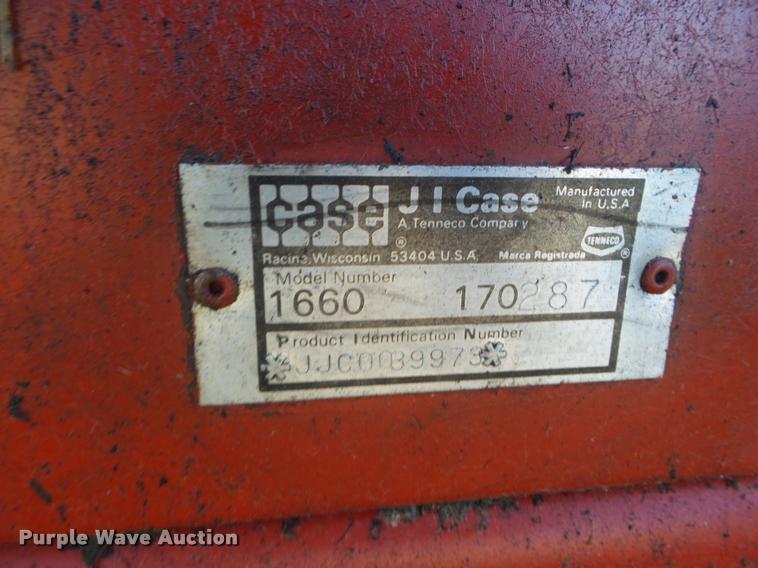 case
J I Case
A Tenneco Company
Manufactured
In U.S.A
TENNECO
®
Racine, Wisconsin 53404 U.S.A. Marca Registrada ®
Model Number
1660 170287
Product Identification Number
JJC0039973
Purple Wave Auction